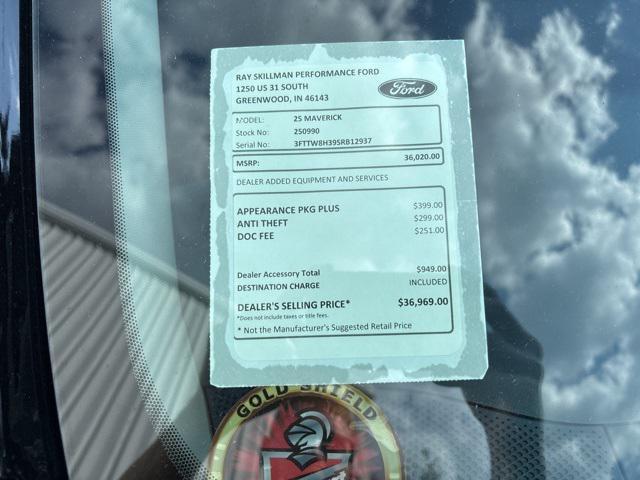 RAY SKILLMAN PERFORMANCE FORD
1250 US 31 SOUTH
GREENWOOD, IN 46143
Ford
MODEL: 25 MAVERICK
Stock No: 250990
Serial No: 3FTTW8H39SRB12937
MSRP: 36,020.00
DEALER ADDED EQUIPMENT AND SERVICES
APPEARANCE PKG PLUS $399.00
ANTI THEFT $299.00
DOC FEE $251.00
Dealer Accessory Total $949.00
DESTINATION CHARGE INCLUDED
DEALER'S SELLING PRICE* $36,969.00
*Does not include taxes or title fees.
* Not the Manufacturer's Suggested Retail Price
GOLD SHIELD